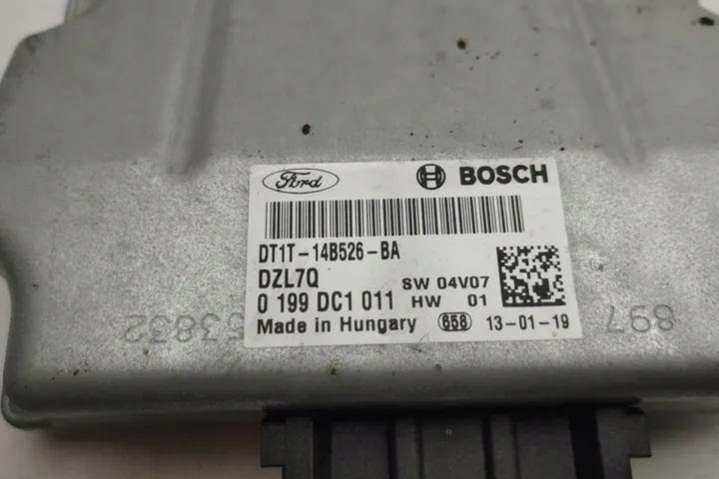 Ford BOSCH
DT1T-14B526-BA
DZL7Q SW 04V07
0 199 DC1 011 HW 01
Made in Hungary 658 13-01-19
53832 897